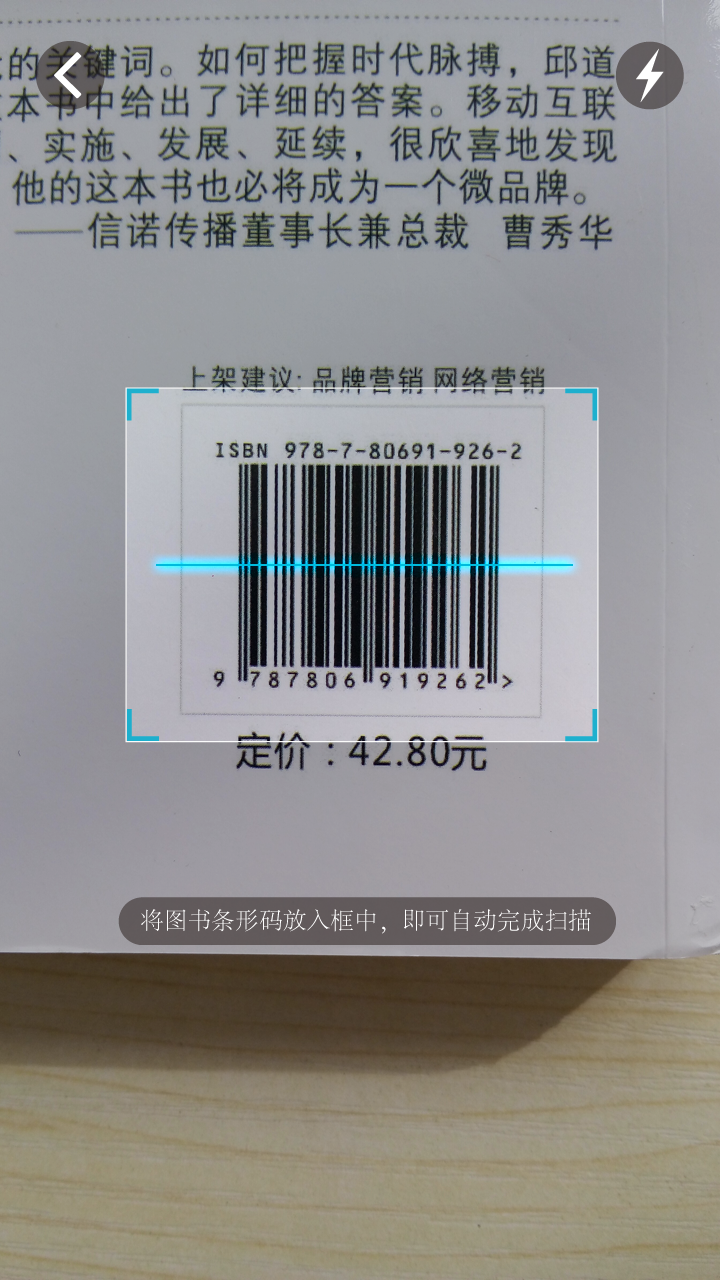 的关键词。如何把握时代脉搏，邱道
本书中给出了详细的答案。移动互联
、实施、发展、延续，很欣喜地发现
他的这本书也必将成为一个微品牌。
——信诺传播董事长兼总裁 曹秀华
上架建议: 品牌营销 网络营销
ISBN 978-7-80691-926-2
9 787806 919262 >
定价：42.80元
将图书条形码放入框中，即可自动完成扫描